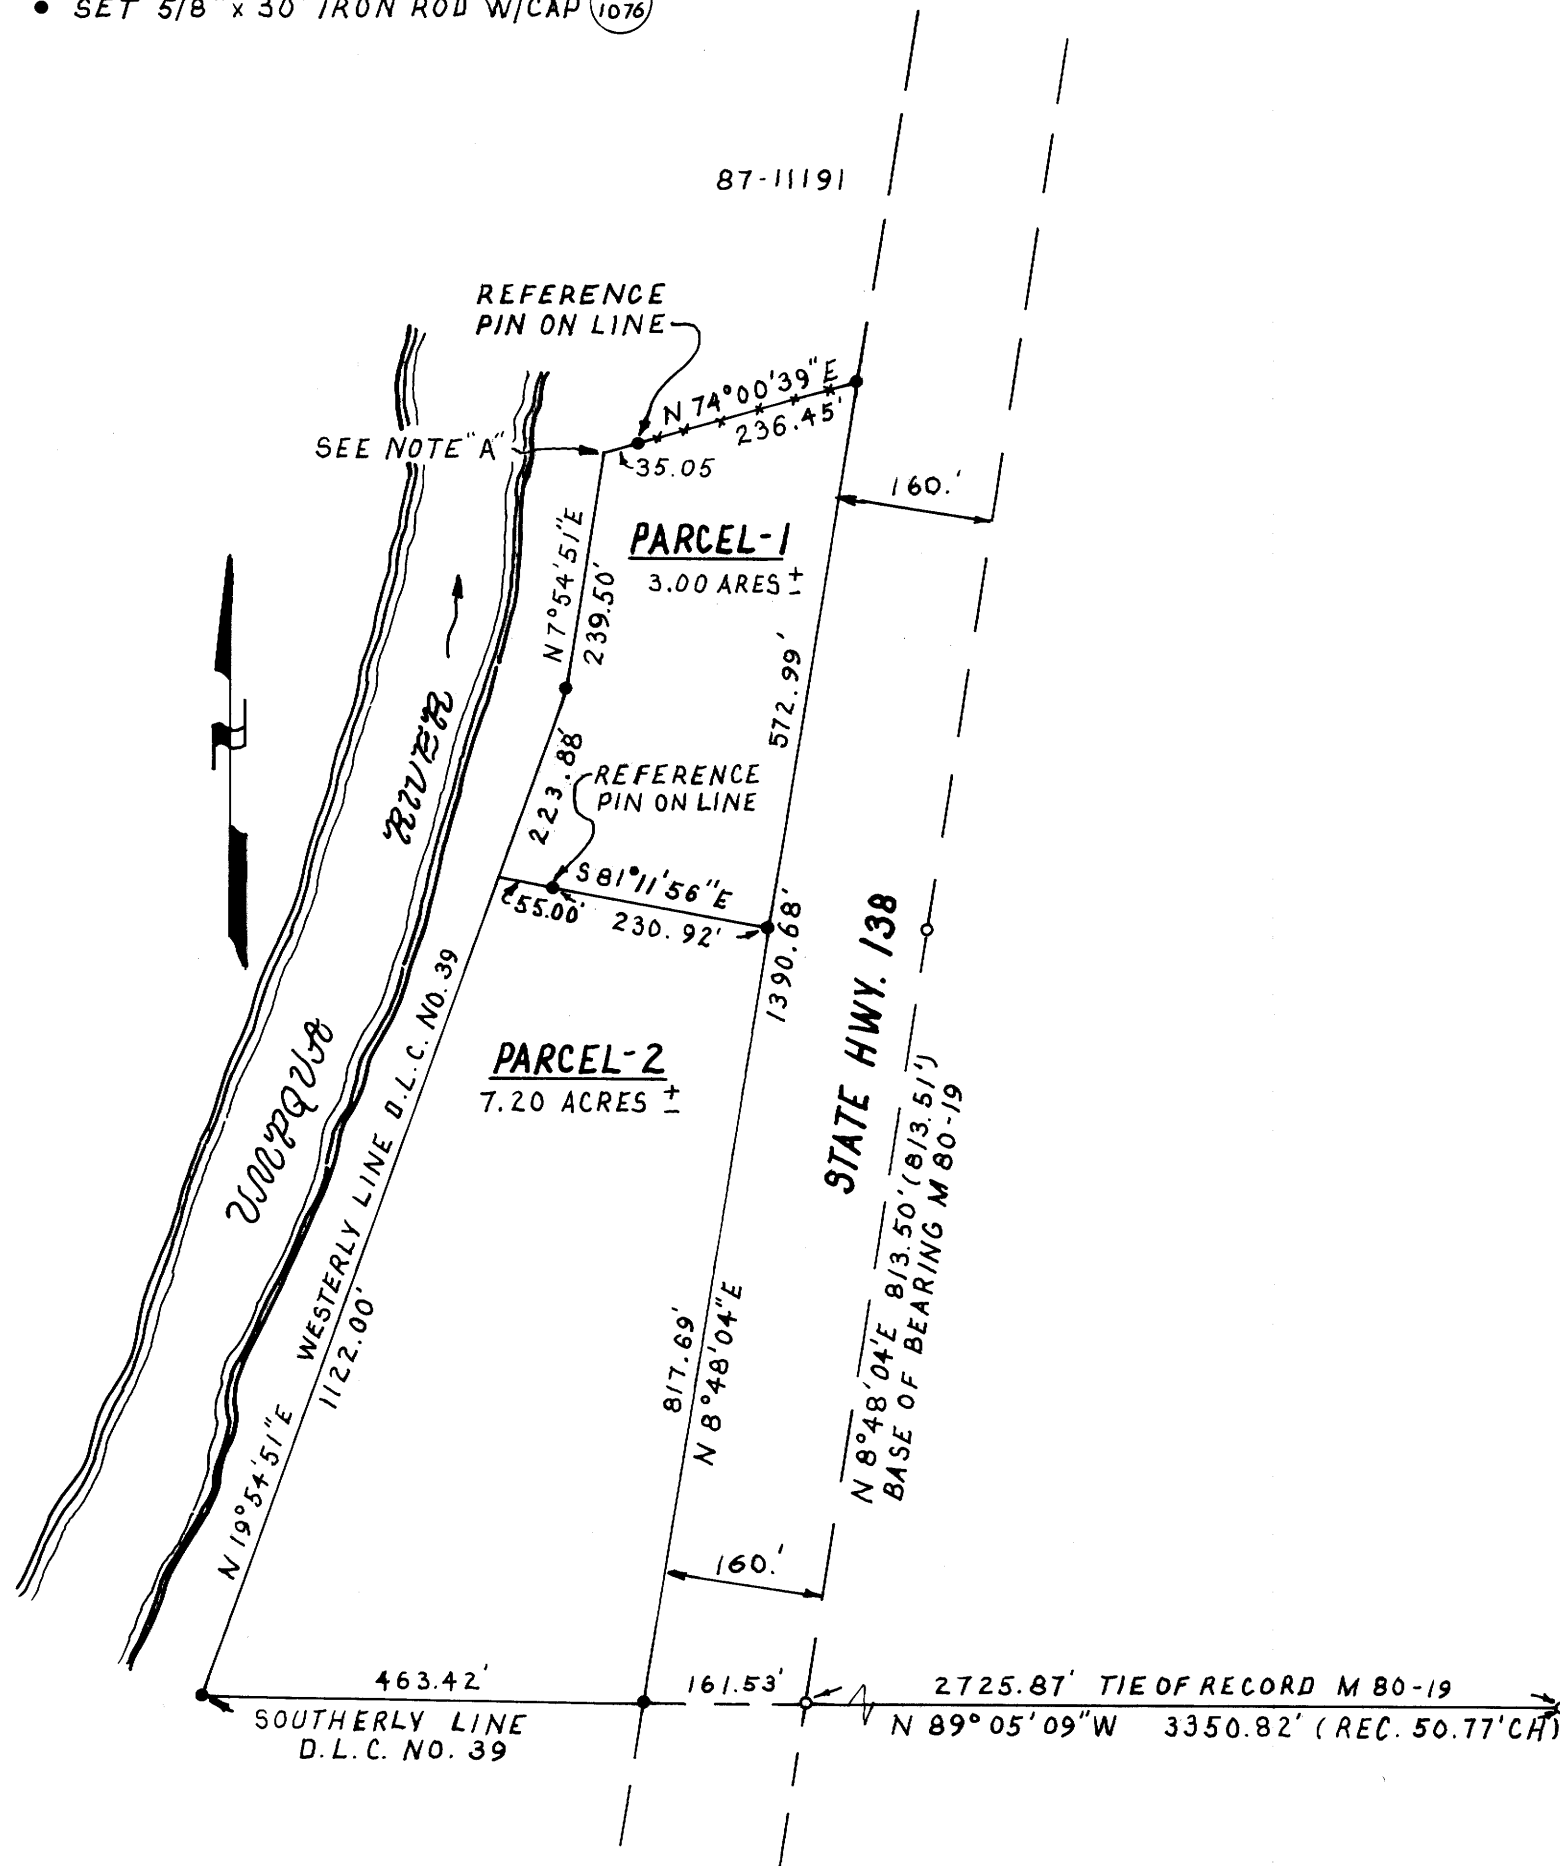 ● SET 5/8" x 30" IRON ROD W/CAP 1076
87-11191
REFERENCE
PIN ON LINE
N 74°00'39"E
236.45'
SEE NOTE "A"
35.05
160.'
N 7°54'51"E
239.50'
PARCEL-1
3.00 ARES ±
572.99'
RIVER
223.88'
REFERENCE
PIN ON LINE
S 81°11'56"E
55.00'
230.92'
1390.68'
STATE HWY. 138
WESTERLY LINE D.L.C. NO. 39
1122.00'
N 19°54'51"E
UMPQUA
PARCEL-2
7.20 ACRES ±
817.69'
N 8°48'04"E
N 8°48'04"E 813.50' (813.51')
BASE OF BEARING M 80-19
160.'
463.42'
161.53'
2725.87' TIE OF RECORD M 80-19
SOUTHERLY LINE
D.L.C. NO. 39
N 89°05'09"W 3350.82' (REC. 50.77'CH)